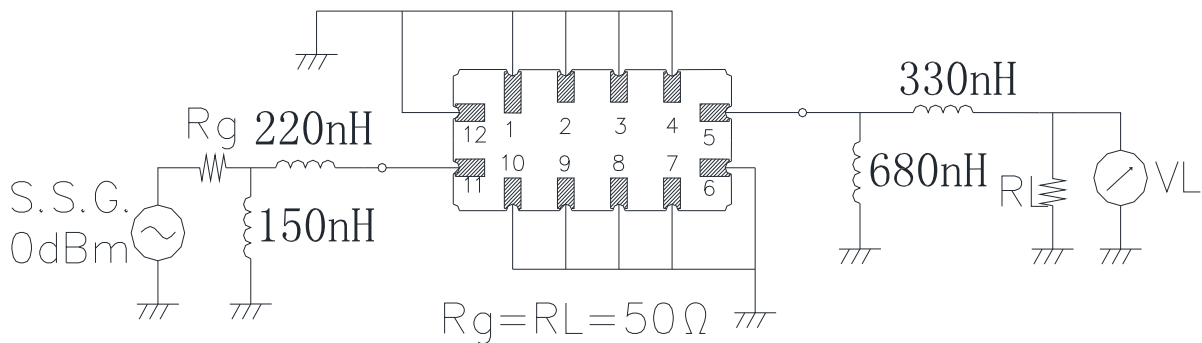 330nH
Rg 220nH
12 1 2 3 4 5
11 10 9 8 7 6
680nH
RL
VL
S.S.G.
0dBm
150nH
Rg=RL=50Ω